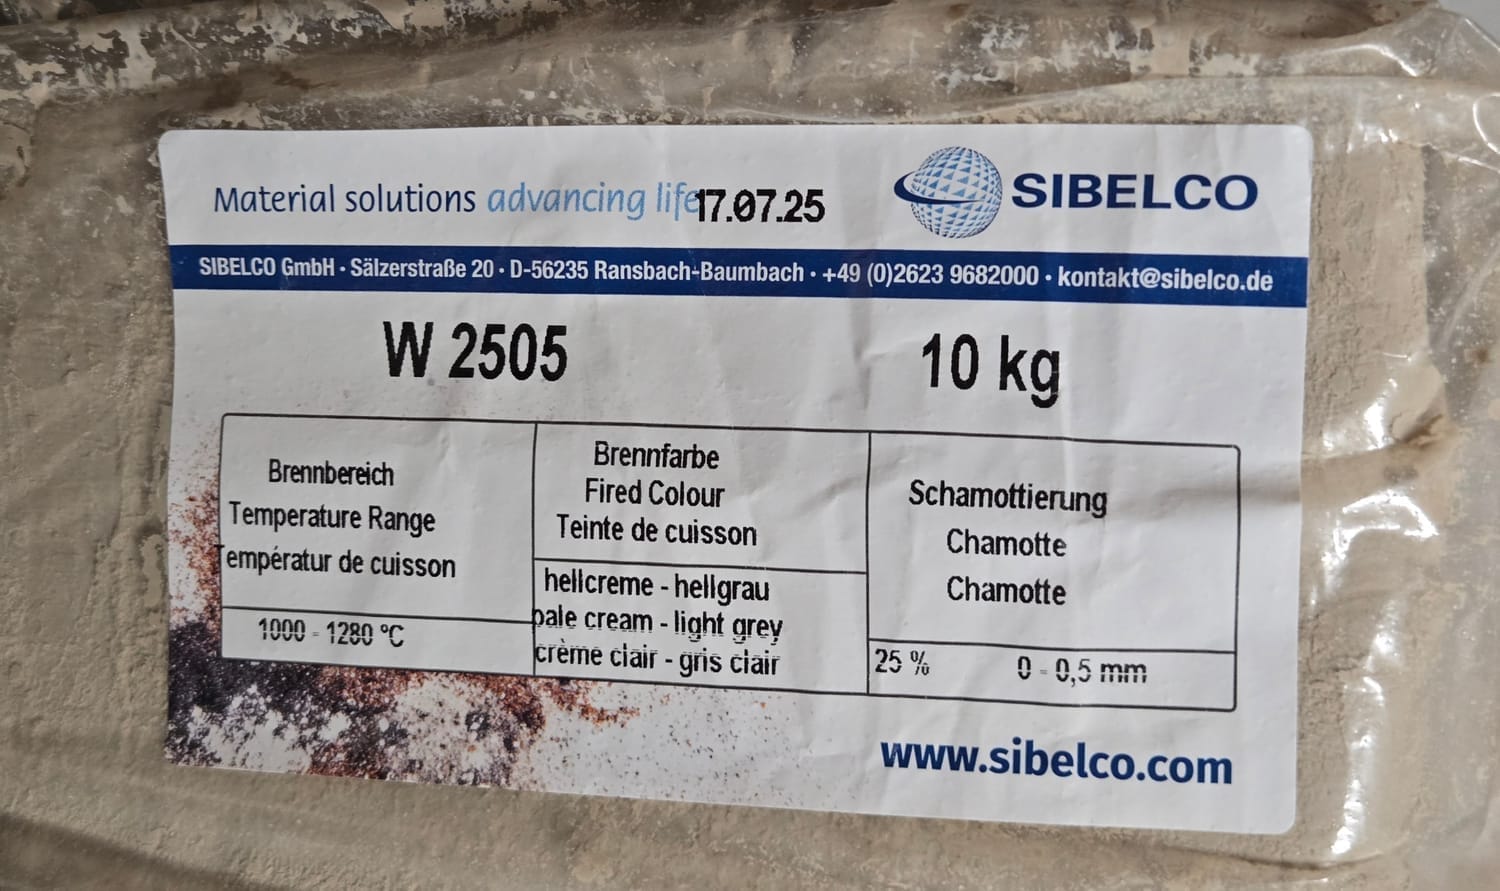 Material solutions advancing life 17.07.25
SIBELCO
SIBELCO GmbH • Sälzerstraße 20 • D-56235 Ransbach-Baumbach • +49 (0)2623 9682000 • kontakt@sibelco.de
W 2505
10 kg
Brennbereich
Temperature Range
Températur de cuisson
1000 - 1280 °C
Brennfarbe
Fired Colour
Teinte de cuisson
hellcreme - hellgrau
pale cream - light grey
crème clair - gris clair
Schamottierung
Chamotte
Chamotte
25 % 0 - 0,5 mm
www.sibelco.com